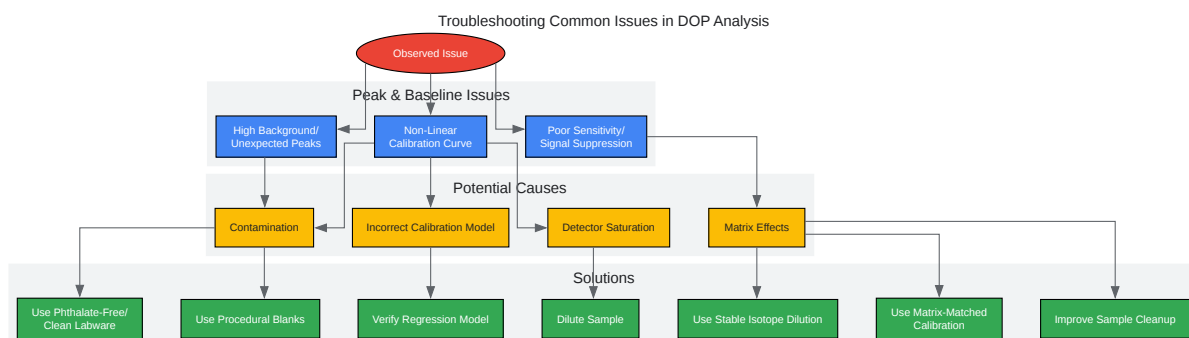 Troubleshooting Common Issues in DOP Analysis
Observed Issue
Peak & Baseline Issues
High Background/
Unexpected Peaks
Non-Linear
Calibration Curve
Poor Sensitivity/
Signal Suppression
Potential Causes
Contamination
Incorrect Calibration Model
Detector Saturation
Matrix Effects
Solutions
Use Phthalate-Free/
Clean Labware
Use Procedural Blanks
Verify Regression Model
Dilute Sample
Use Stable Isotope Dilution
Use Matrix-Matched
Calibration
Improve Sample Cleanup